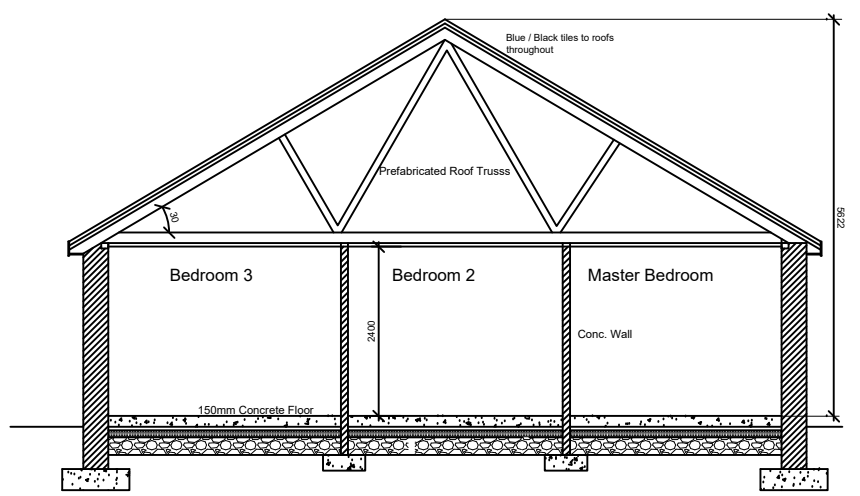 Blue / Black tiles to roofs
throughout
Prefabricated Roof Trusss
30
5622
Bedroom 3
Bedroom 2
Master Bedroom
2400
Conc. Wall
150mm Concrete Floor